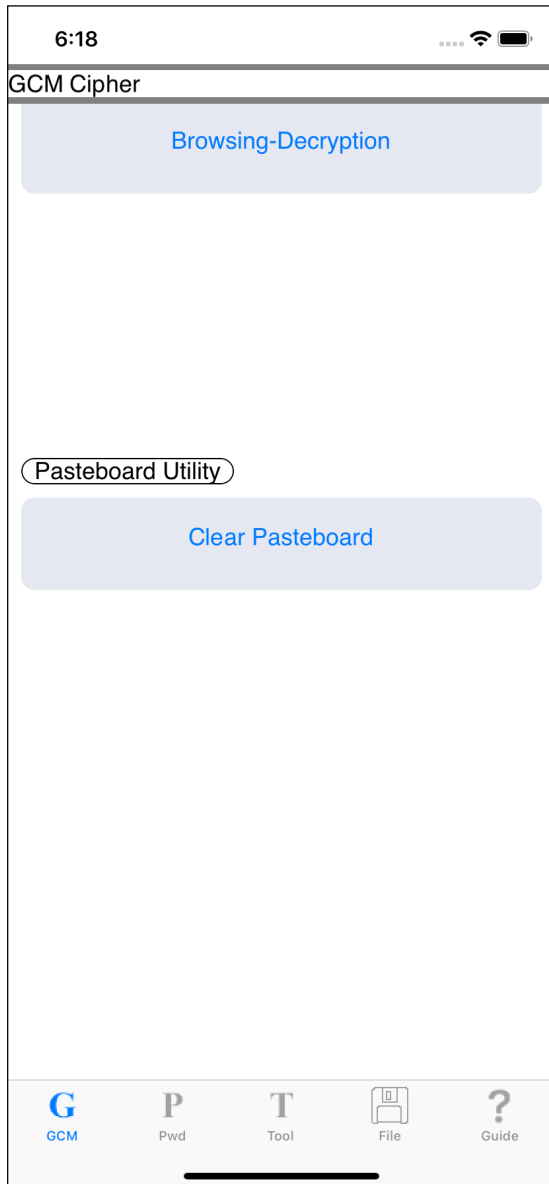 6:18
GCM Cipher
Browsing-Decryption
Pasteboard Utility
Clear Pasteboard
G P T ?
GCM Pwd Tool File Guide